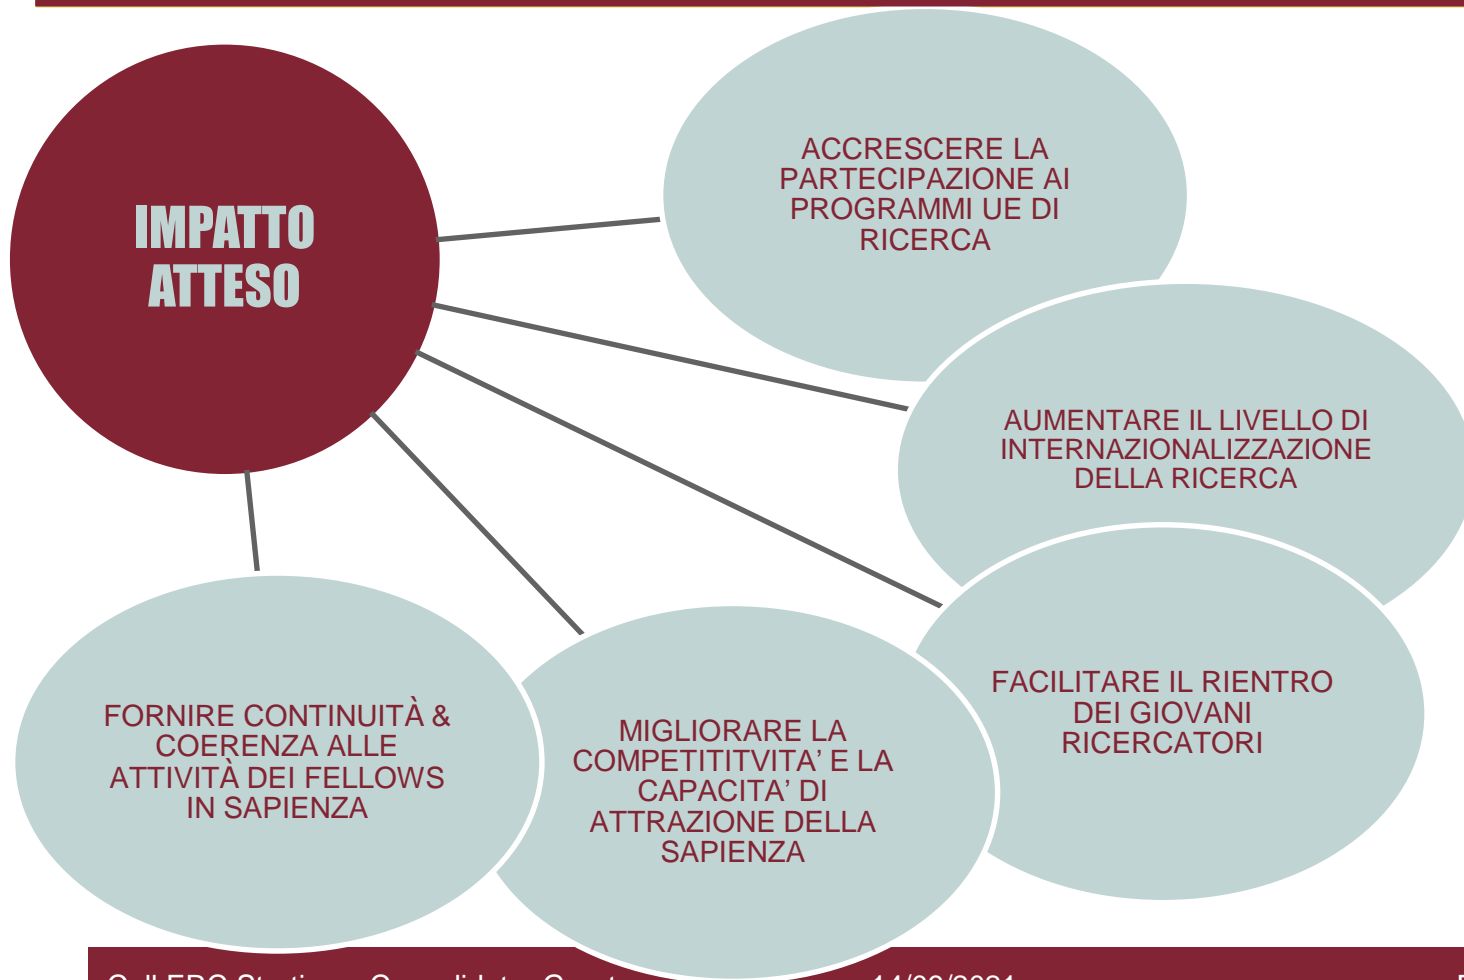 IMPATTO
ATTESO
ACCRESCERE LA
PARTECIPAZIONE AI
PROGRAMMI UE DI
RICERCA
AUMENTARE IL LIVELLO DI
INTERNAZIONALIZZAZIONE
DELLA RICERCA
FACILITARE IL RIENTRO
DEI GIOVANI
RICERCATORI
MIGLIORARE LA
COMPETITITVITA’ E LA
CAPACITA’ DI
ATTRAZIONE DELLA
SAPIENZA
FORNIRE CONTINUITÀ &
COERENZA ALLE
ATTIVITÀ DEI FELLOWS
IN SAPIENZA